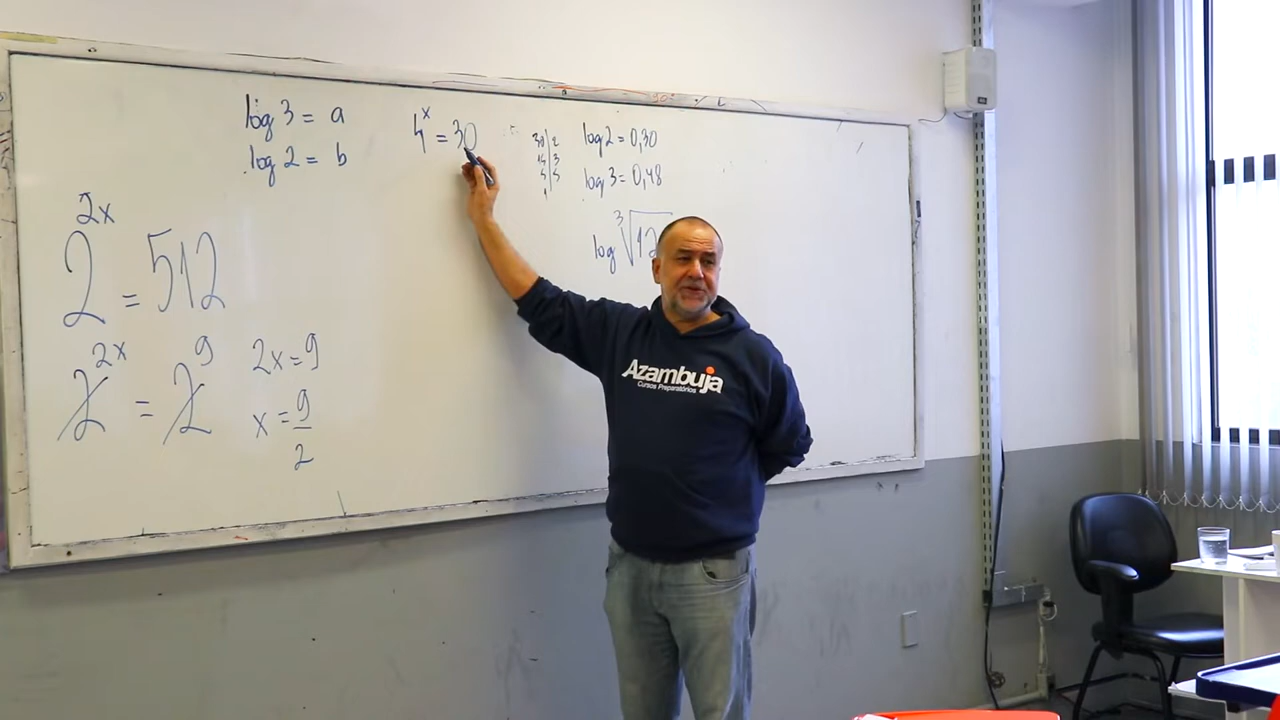 log 3 = a
log 2 = b
4^x = 30
30 | 2
15 | 3
5 | 5
1
log 2 = 0,30
log 3 = 0,48
log ∛12
2^2x = 512
2^2x = 2^9
2x = 9
x = 9/2
Azambuja
Cursos Preparatórios